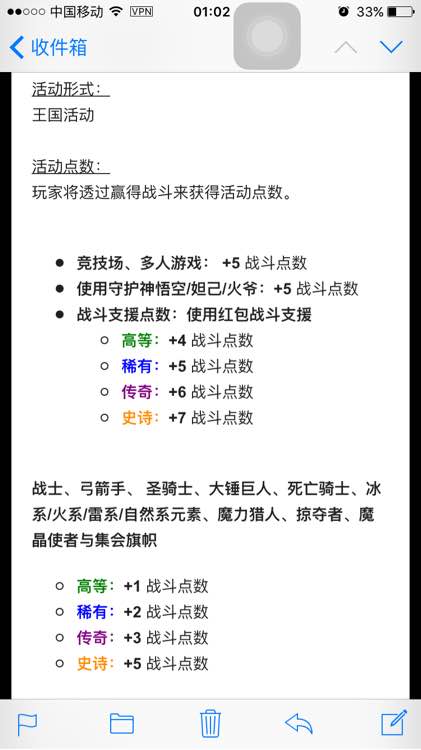 中国移动 VPN 01:02 33%
收件箱
活动形式：
王国活动
活动点数：
玩家将透过赢得战斗来获得活动点数。
● 竞技场、多人游戏： +5 战斗点数
● 使用守护神悟空/妲己/火爷：+5 战斗点数
● 战斗支援点数：使用红包战斗支援
○ 高等：+4 战斗点数
○ 稀有：+5 战斗点数
○ 传奇：+6 战斗点数
○ 史诗：+7 战斗点数
战士、弓箭手、 圣骑士、大锤巨人、死亡骑士、冰
系/火系/雷系/自然系元素、魔力猎人、掠夺者、魔
晶使者与集会旗帜
○ 高等：+1 战斗点数
○ 稀有：+2 战斗点数
○ 传奇：+3 战斗点数
○ 史诗：+5 战斗点数